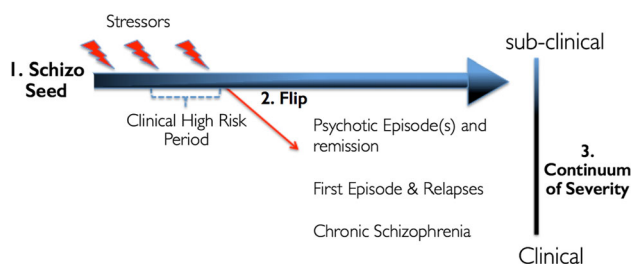 Stressors
1. Schizo
Seed
Clinical High Risk
Period
2. Flip
Psychotic Episode(s) and
remission
First Episode & Relapses
Chronic Schizophrenia
sub-clinical
3.
Continuum
of Severity
Clinical